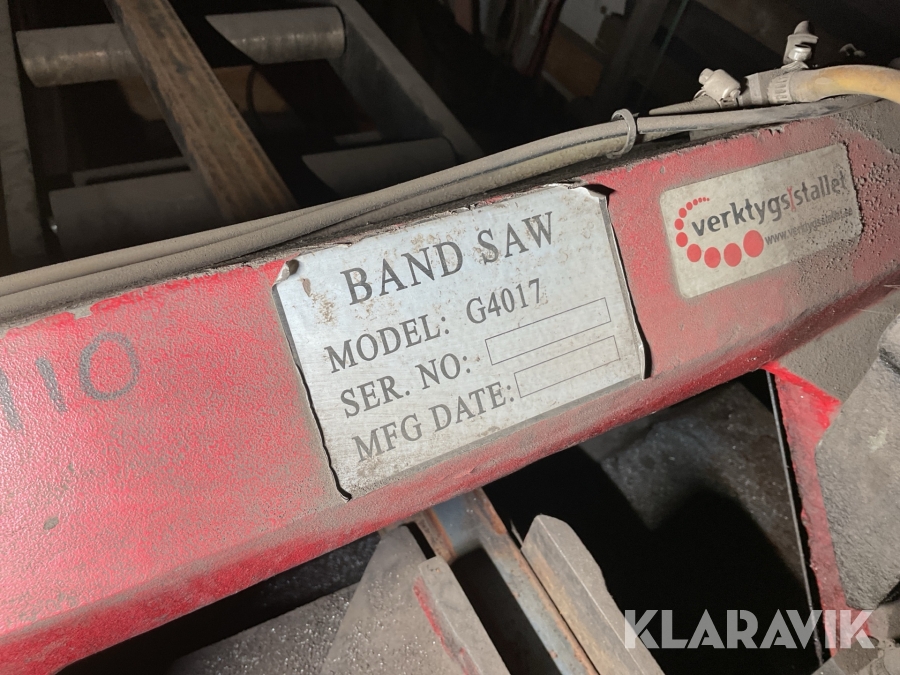 BAND SAW
MODEL: G4017
SER. NO:
MFG DATE:
verktygsstallet
www.verktygsstallet.se
110
KLARAVIK